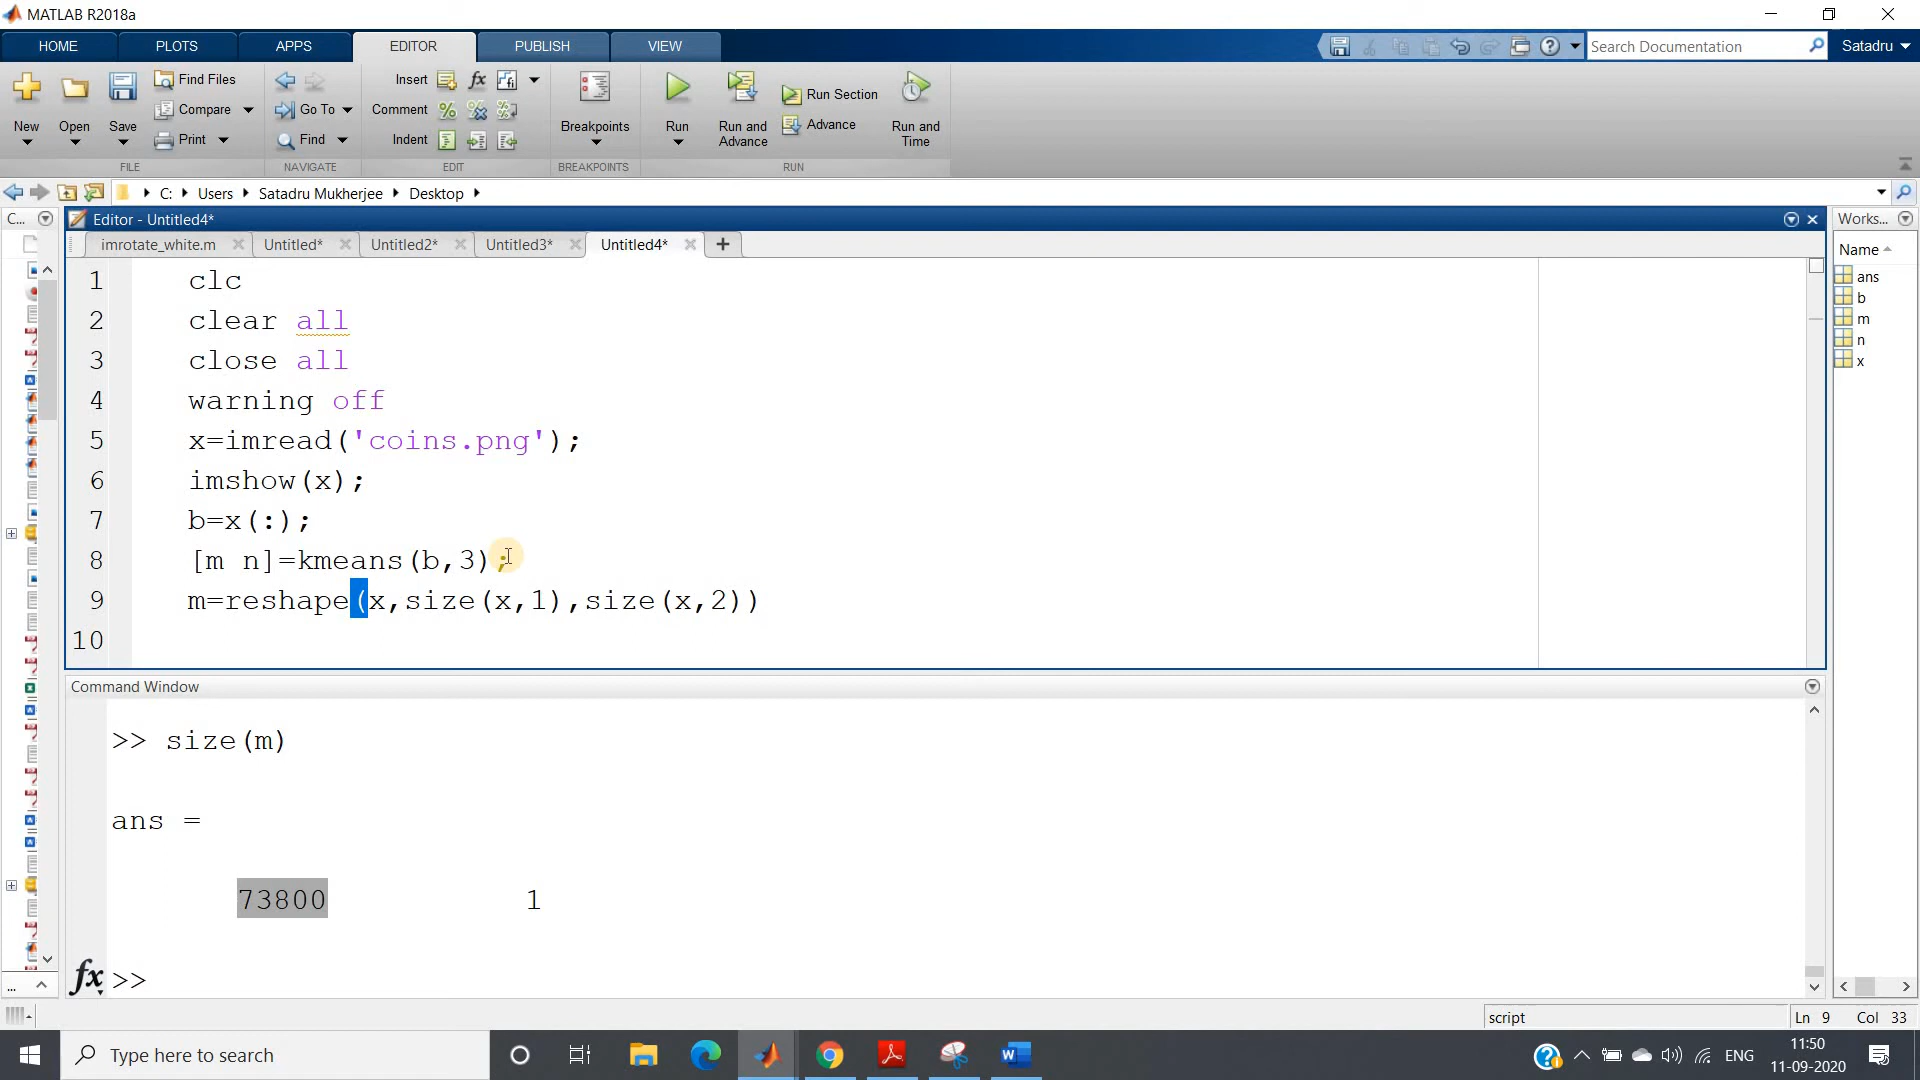 MATLAB R2018a
HOME PLOTS APPS EDITOR PUBLISH VIEW
Search Documentation
Satadru
New
Open
Save
Find Files
Compare
Print
Go To
Find
Insert fx
Comment
Indent
Breakpoints
Run
Run and Advance
Run Section
Advance
Run and Time
FILE NAVIGATE EDIT BREAKPOINTS RUN
C: Users Satadru Mukherjee Desktop
C...
Editor - Untitled4*
Works...
imrotate_white.m Untitled* Untitled2* Untitled3* Untitled4*
Name
ans
b
m
n
x
1 clc
2 clear all
3 close all
4 warning off
5 x=imread('coins.png');
6 imshow(x);
7 b=x(:);
8 [m n]=kmeans(b,3);
9 m=reshape(x,size(x,1),size(x,2))
10
Command Window
>> size(m)
ans =
73800 1
fx >>
...
script
Ln 9 Col 33
Type here to search
ENG
11:50
11-09-2020